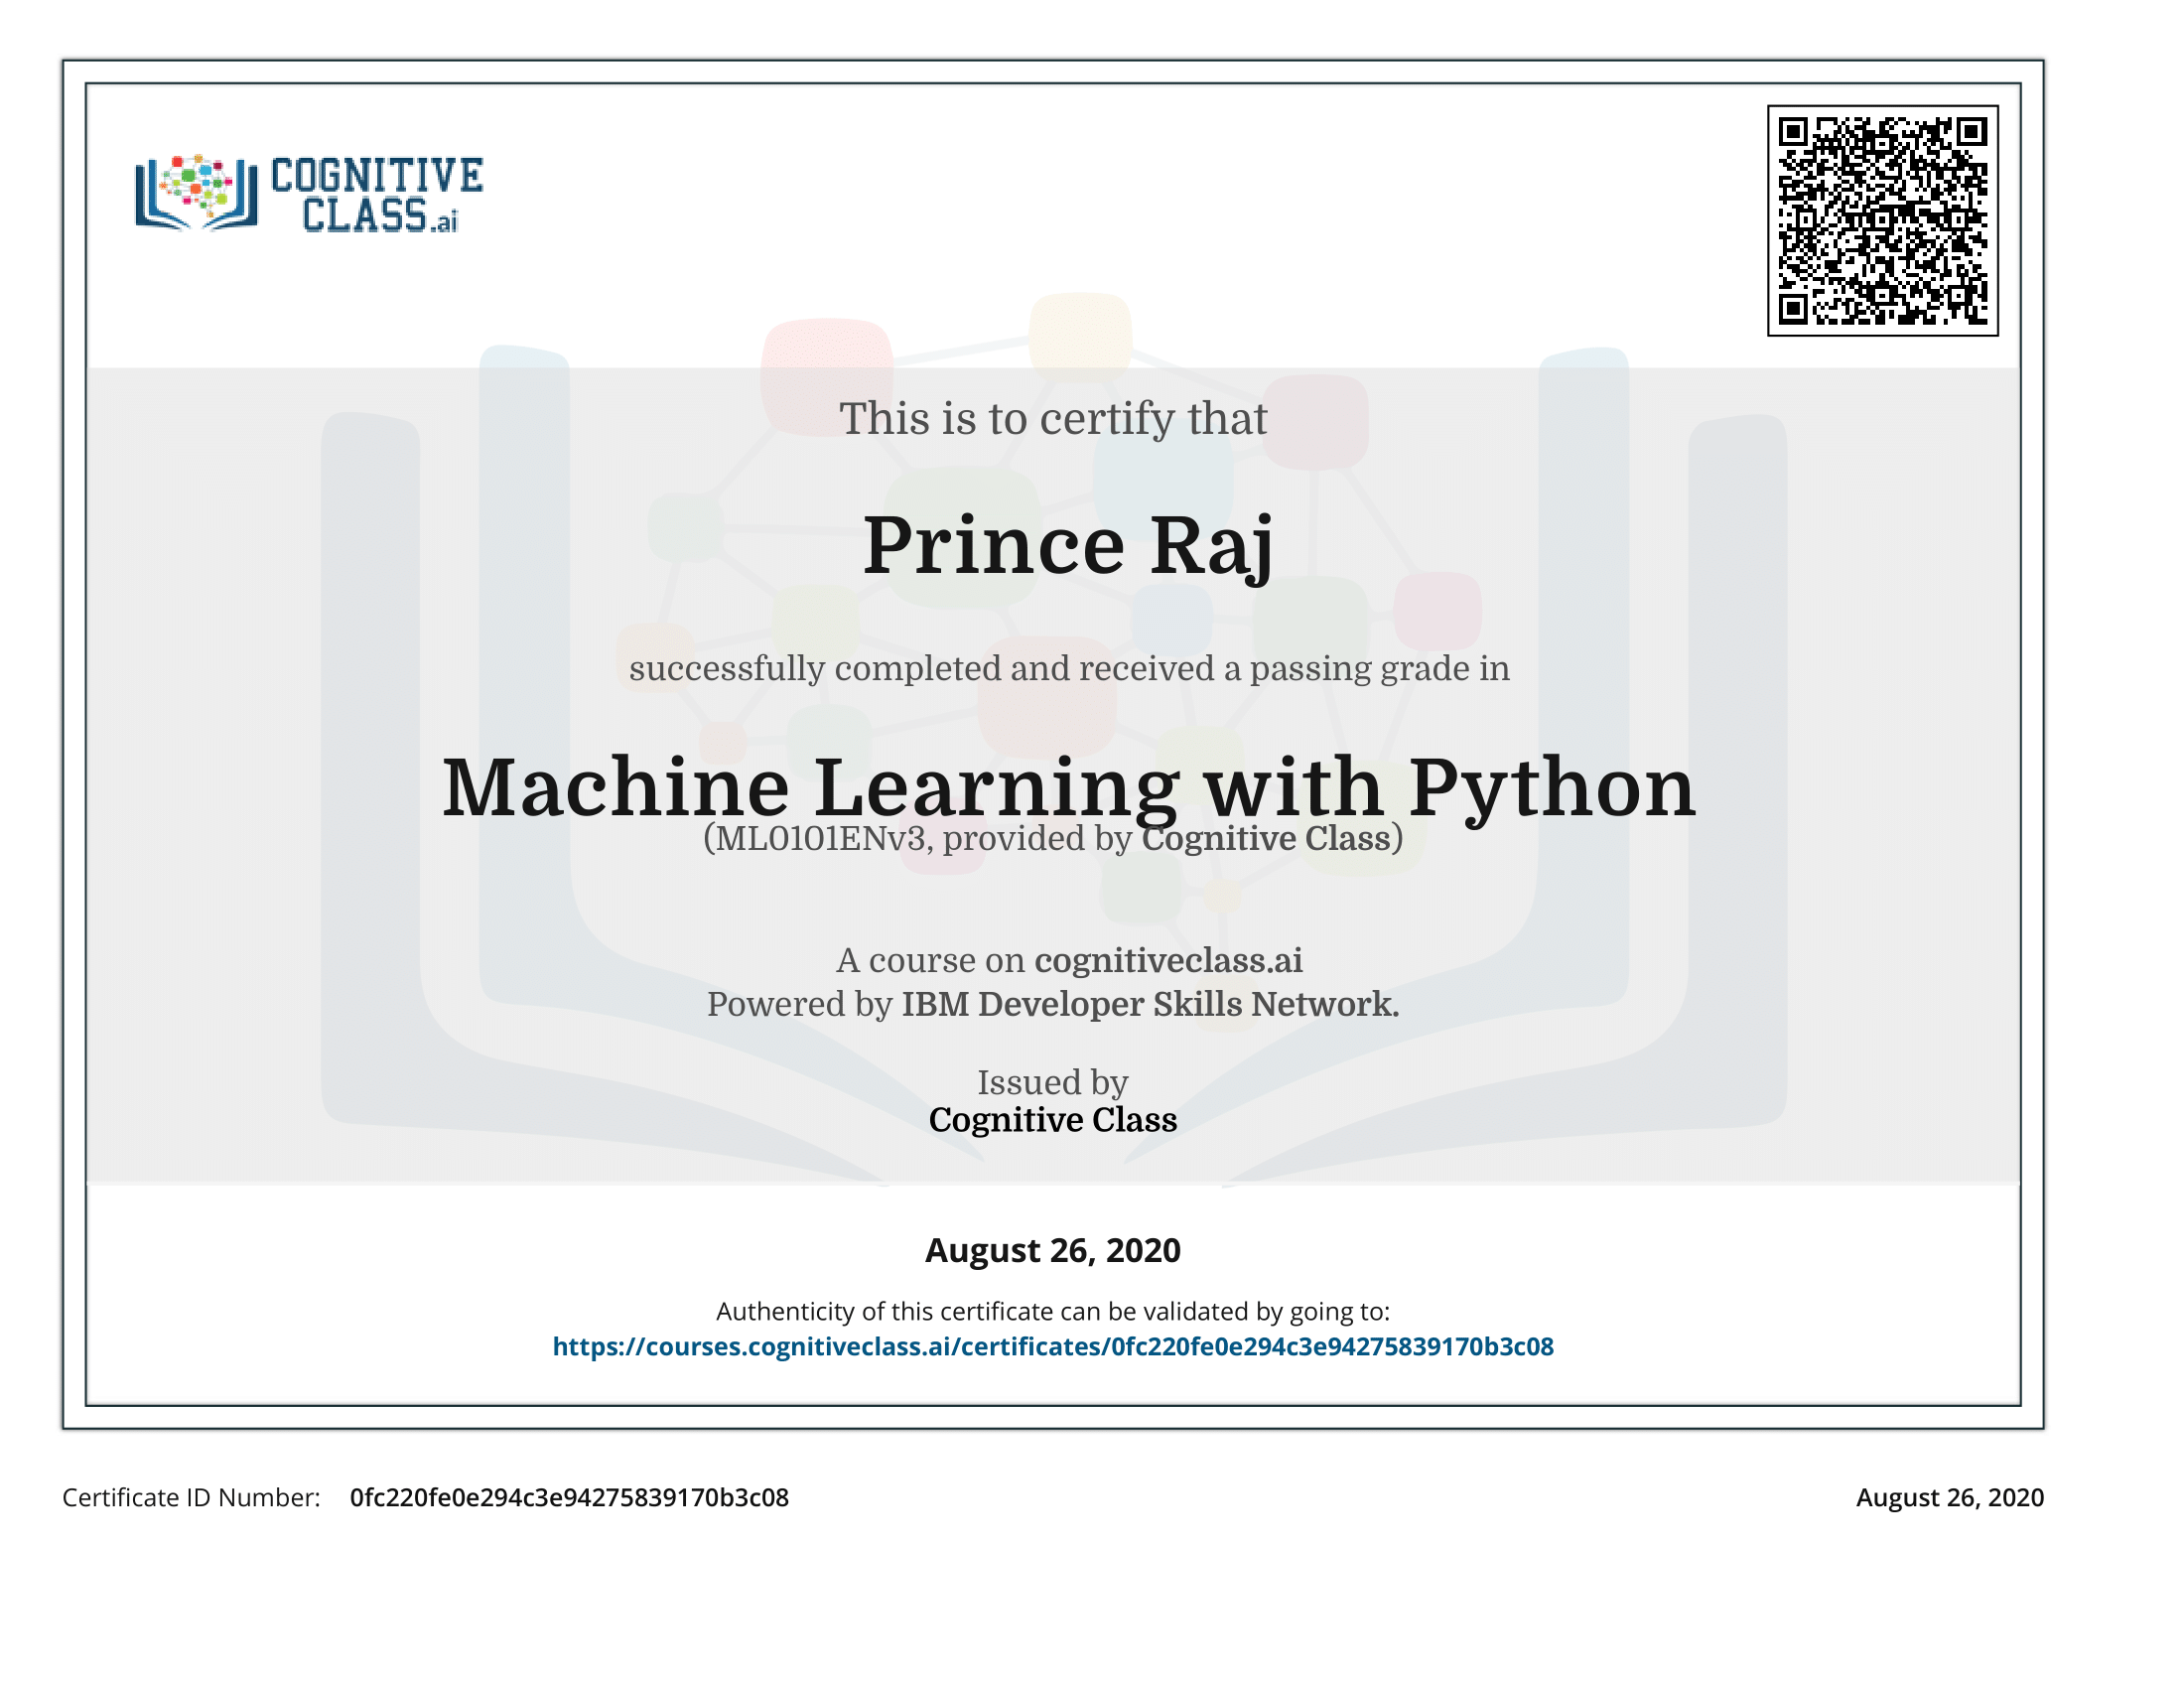 COGNITIVE
CLASS.ai
This is to certify that
Prince Raj
successfully completed and received a passing grade in
Machine Learning with Python
(ML0101ENv3, provided by Cognitive Class)
A course on cognitiveclass.ai
Powered by IBM Developer Skills Network.
Issued by
Cognitive Class
August 26, 2020
Authenticity of this certificate can be validated by going to:
https://courses.cognitiveclass.ai/certificates/0fc220fe0e294c3e94275839170b3c08
Certificate ID Number: 0fc220fe0e294c3e94275839170b3c08 August 26, 2020